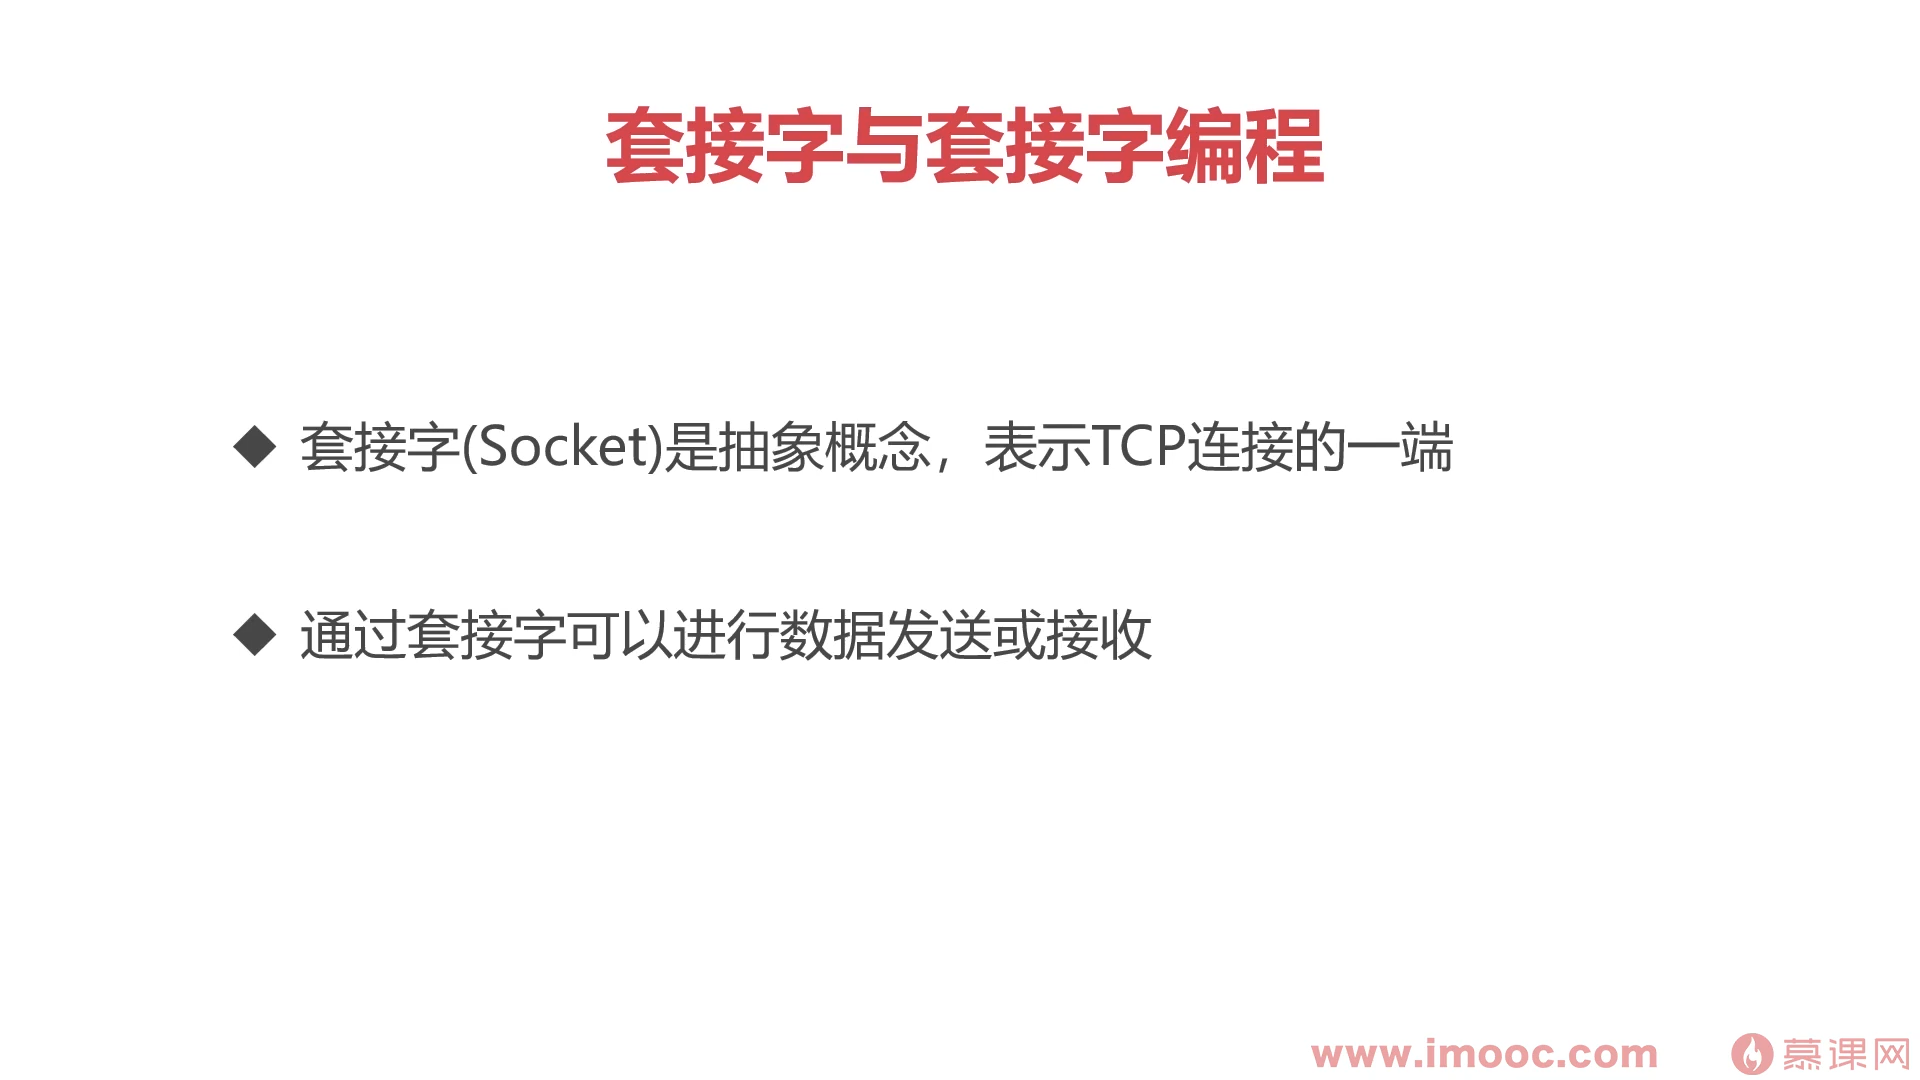 套接字与套接字编程
◆ 套接字(Socket)是抽象概念，表示TCP连接的一端
◆ 通过套接字可以进行数据发送或接收
www.imooc.com 慕课网